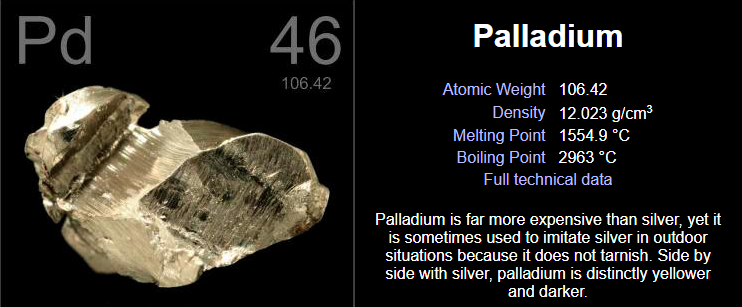 Pd 46
106.42
Palladium
Atomic Weight 106.42
Density 12.023 g/cm³
Melting Point 1554.9 °C
Boiling Point 2963 °C
Full technical data
Palladium is far more expensive than silver, yet it
is sometimes used to imitate silver in outdoor
situations because it does not tarnish. Side by
side with silver, palladium is distinctly yellower
and darker.